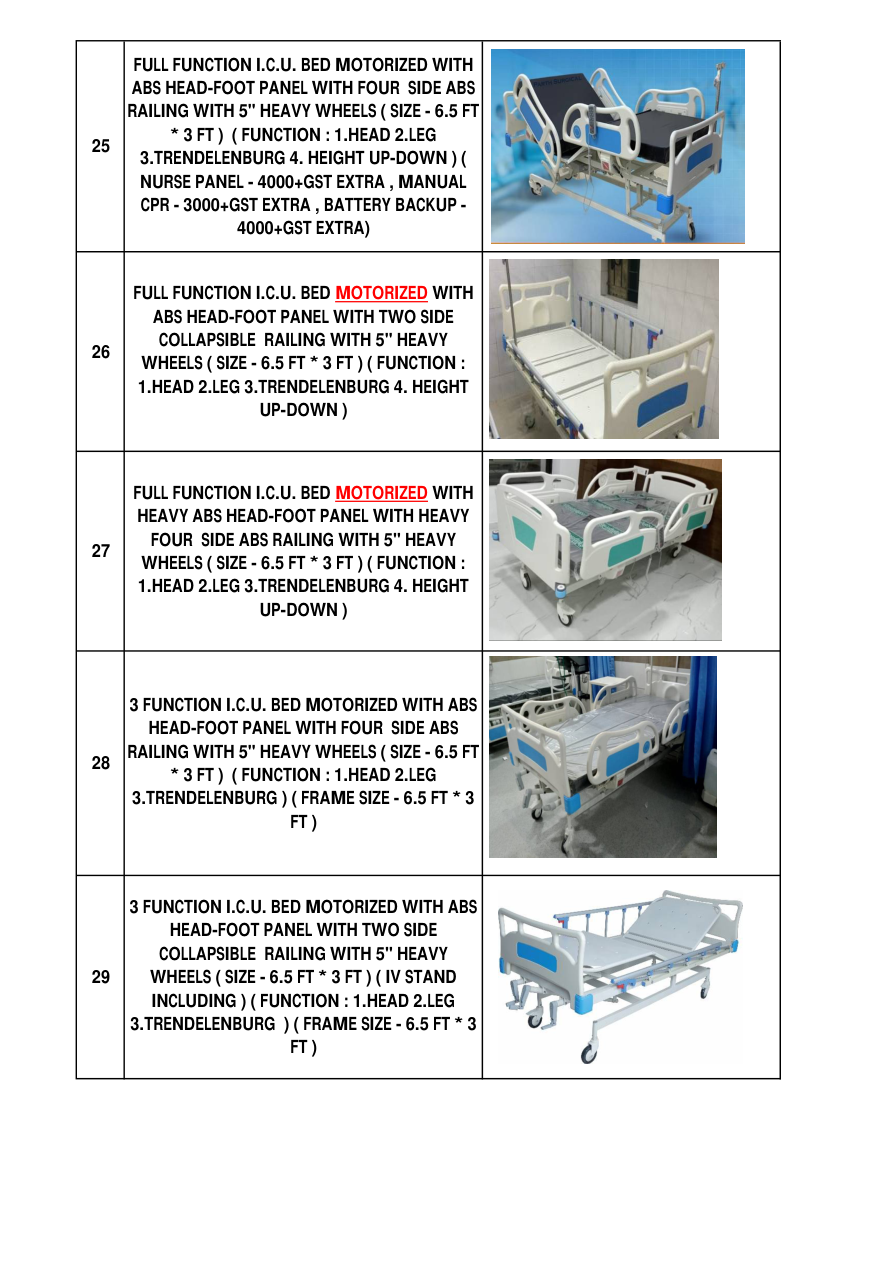 25
FULL FUNCTION I.C.U. BED MOTORIZED WITH
ABS HEAD-FOOT PANEL WITH FOUR  SIDE ABS
RAILING WITH 5" HEAVY WHEELS ( SIZE - 6.5 FT
* 3 FT )  ( FUNCTION : 1.HEAD 2.LEG
3.TRENDELENBURG 4. HEIGHT UP-DOWN ) (
NURSE PANEL - 4000+GST EXTRA , MANUAL
CPR - 3000+GST EXTRA , BATTERY BACKUP -
4000+GST EXTRA)
26
FULL FUNCTION I.C.U. BED MOTORIZED WITH
ABS HEAD-FOOT PANEL WITH TWO SIDE
COLLAPSIBLE  RAILING WITH 5" HEAVY
WHEELS ( SIZE - 6.5 FT * 3 FT ) ( FUNCTION :
1.HEAD 2.LEG 3.TRENDELENBURG 4. HEIGHT
UP-DOWN )
27
FULL FUNCTION I.C.U. BED MOTORIZED WITH
HEAVY ABS HEAD-FOOT PANEL WITH HEAVY
FOUR  SIDE ABS RAILING WITH 5" HEAVY
WHEELS ( SIZE - 6.5 FT * 3 FT ) ( FUNCTION :
1.HEAD 2.LEG 3.TRENDELENBURG 4. HEIGHT
UP-DOWN )
28
3 FUNCTION I.C.U. BED MOTORIZED WITH ABS
HEAD-FOOT PANEL WITH FOUR  SIDE ABS
RAILING WITH 5" HEAVY WHEELS ( SIZE - 6.5 FT
* 3 FT )  ( FUNCTION : 1.HEAD 2.LEG
3.TRENDELENBURG ) ( FRAME SIZE - 6.5 FT * 3
FT )
29
3 FUNCTION I.C.U. BED MOTORIZED WITH ABS
HEAD-FOOT PANEL WITH TWO SIDE
COLLAPSIBLE  RAILING WITH 5" HEAVY
WHEELS ( SIZE - 6.5 FT * 3 FT ) ( IV STAND
INCLUDING ) ( FUNCTION : 1.HEAD 2.LEG
3.TRENDELENBURG  ) ( FRAME SIZE - 6.5 FT * 3
FT )